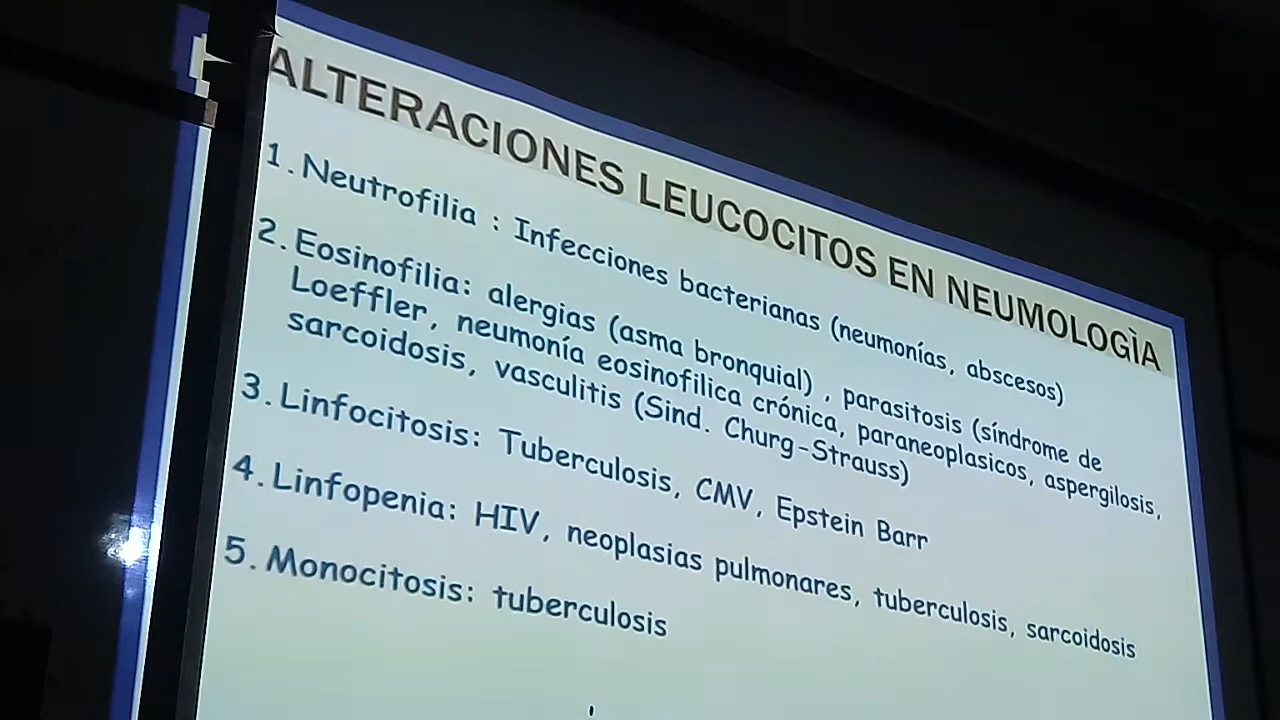 ALTERACIONES LEUCOCITOS EN NEUMOLOGÌA
1. Neutrofilia : Infecciones bacterianas (neumonías, abscesos)
2. Eosinofilia: alergias (asma bronquial) , parasitosis (síndrome de
Loeffler, neumonía eosinofilica crónica, paraneoplasicos, aspergilosis,
sarcoidosis, vasculitis (Sind. Churg-Strauss)
3. Linfocitosis: Tuberculosis, CMV, Epstein Barr
4. Linfopenia: HIV, neoplasias pulmonares, tuberculosis, sarcoidosis
5. Monocitosis: tuberculosis